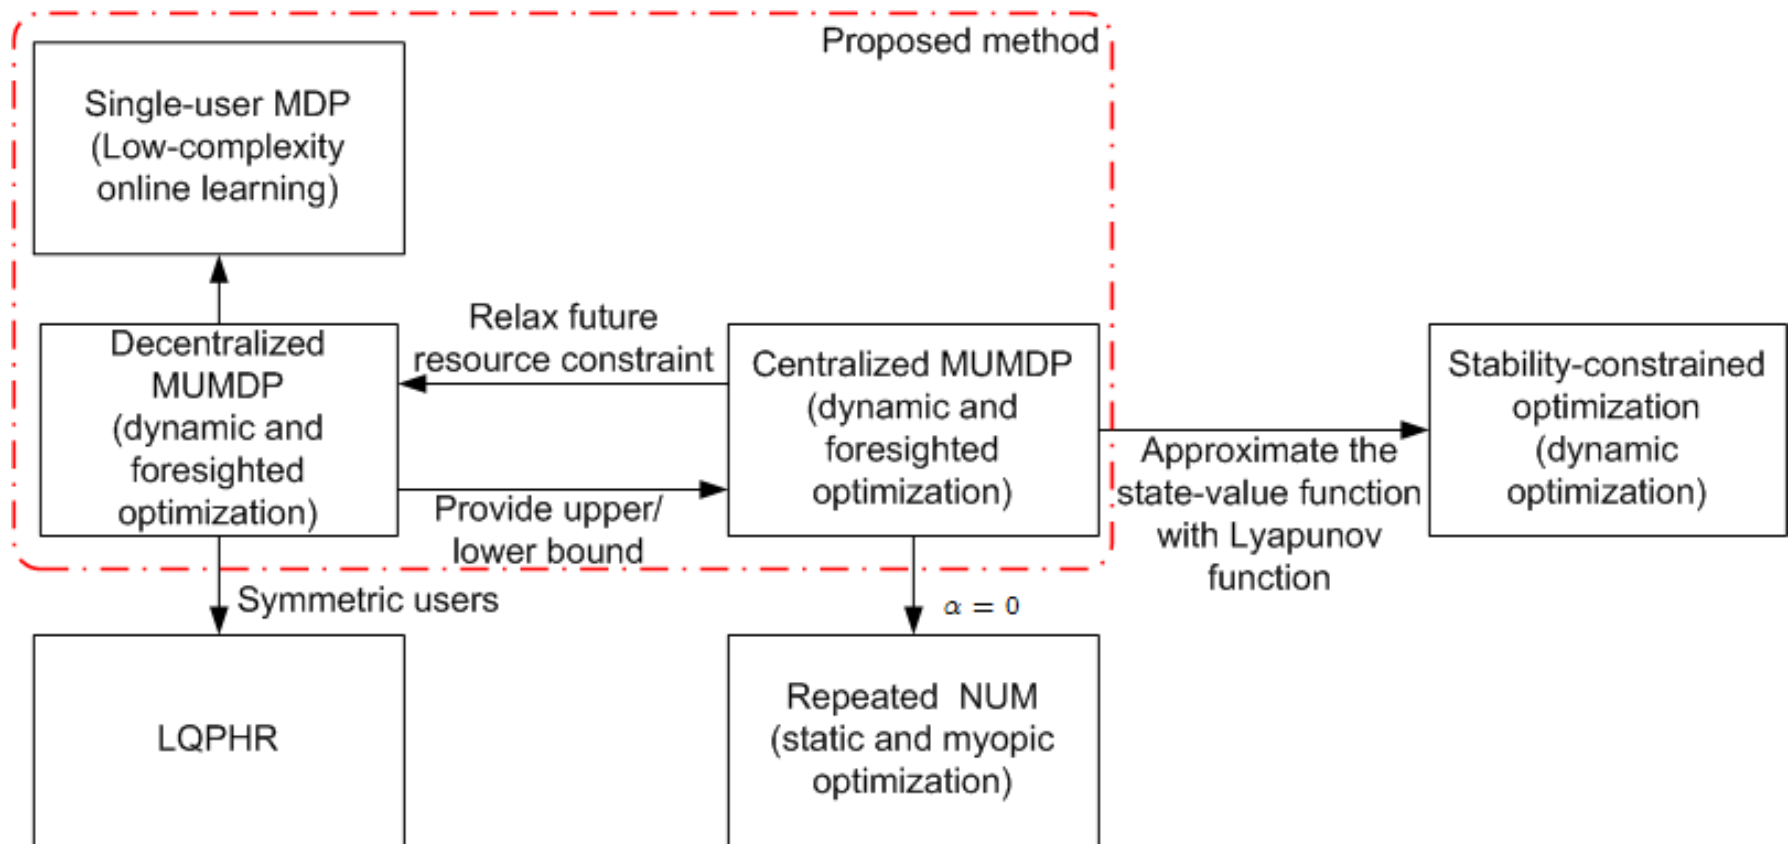 Proposed method
Single-user MDP
(Low-complexity
online learning)
Decentralized
MUMDP
(dynamic and
foresighted
optimization)
Relax future
resource constraint
Provide upper/
lower bound
Centralized MUMDP
(dynamic and
foresighted
optimization)
Approximate the
state-value function
with Lyapunov
function
Stability-constrained
optimization
(dynamic
optimization)
Symmetric users
α = 0
LQPHR
Repeated NUM
(static and myopic
optimization)